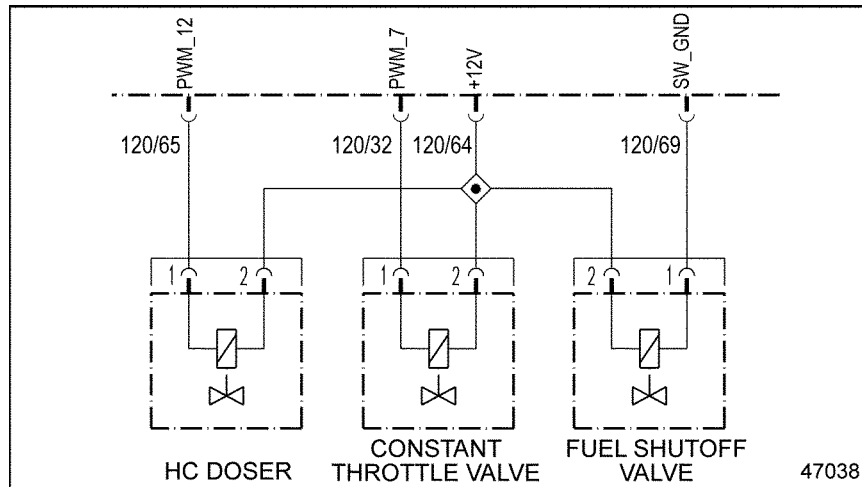 PWM_12
PWM_7
+12V
SW_GND
120/65
120/32
120/64
120/69
1
2
1
2
2
1
HC DOSER
CONSTANT
THROTTLE VALVE
FUEL SHUTOFF
VALVE
47038